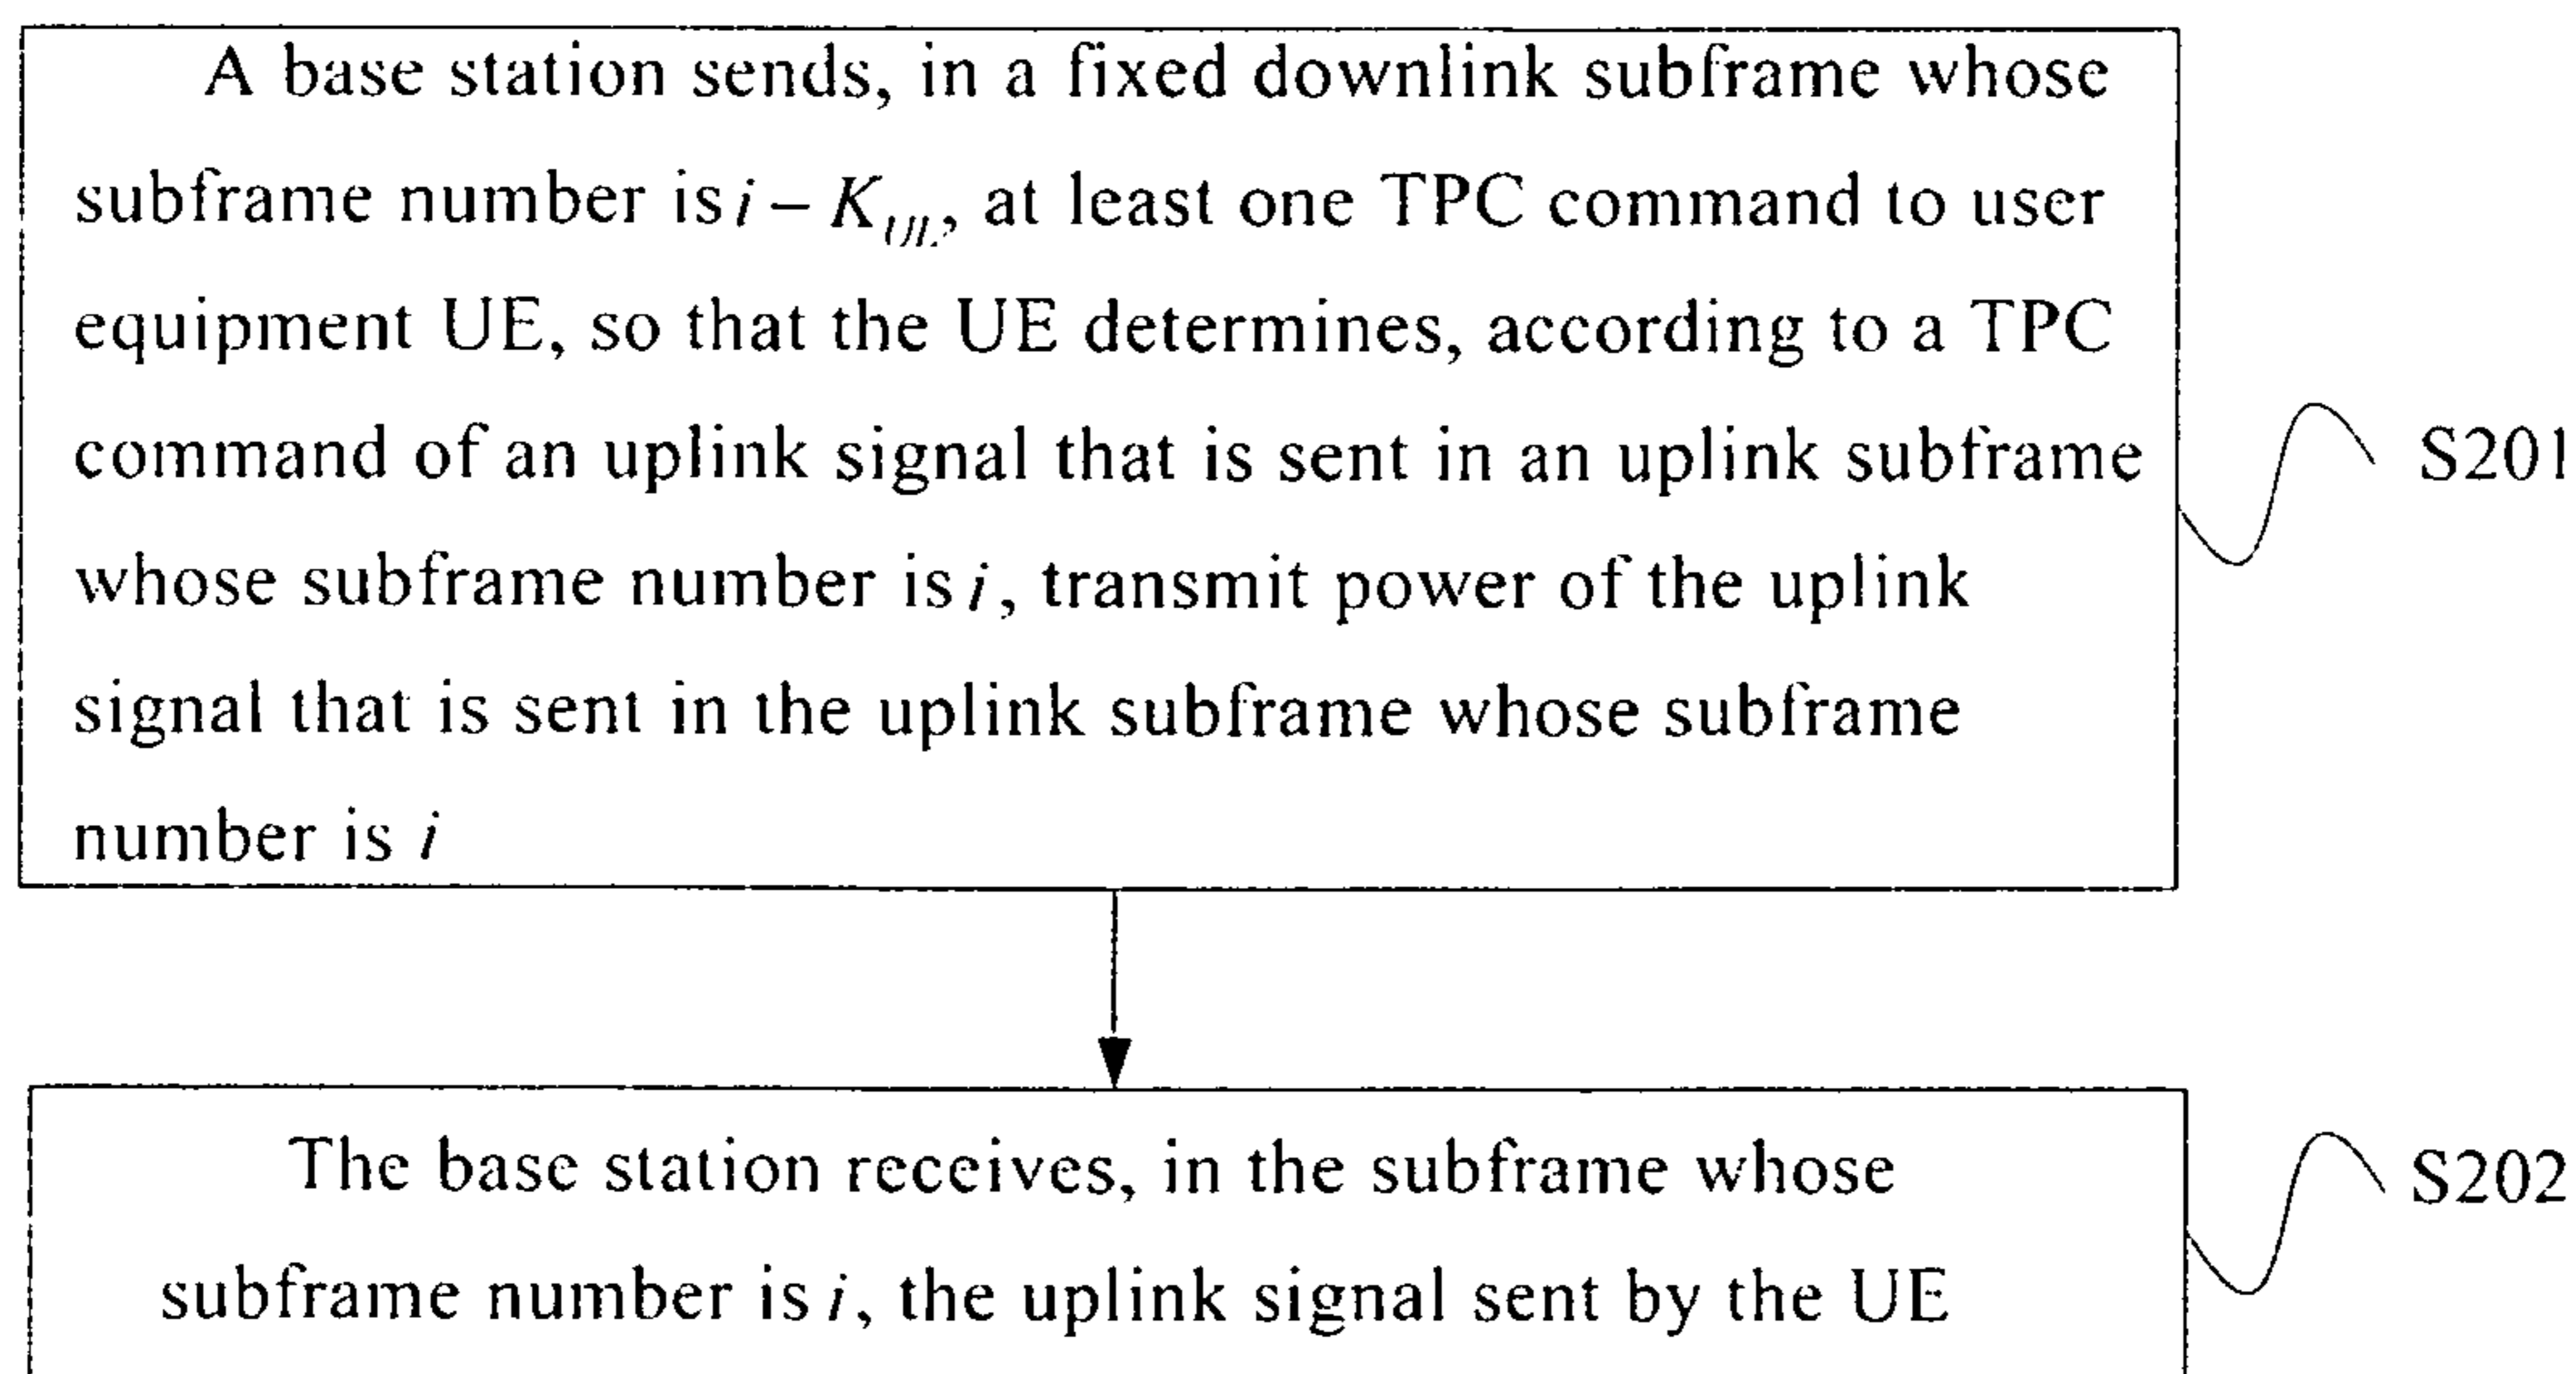 A base station sends, in a fixed downlink subframe whose
subframe number is i – K_UL, at least one TPC command to user
equipment UE, so that the UE determines, according to a TPC
command of an uplink signal that is sent in an uplink subframe
whose subframe number is i, transmit power of the uplink
signal that is sent in the uplink subframe whose subframe
number is i
S201
The base station receives, in the subframe whose
subframe number is i, the uplink signal sent by the UE
S202